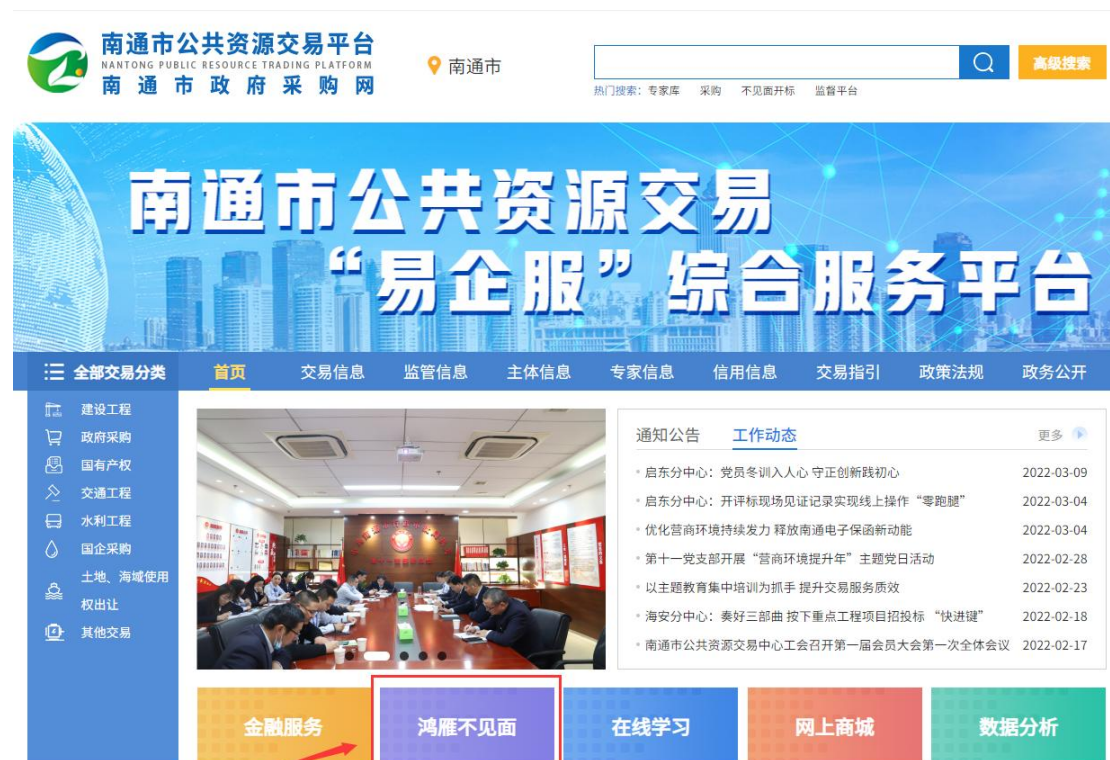 南通市公共资源交易平台
NANTONG PUBLIC RESOURCE TRADING PLATFORM
南通市政府采购网
南通市
高级搜索
热门搜索：专家库 采购 不见面开标 监督平台
南通市公共资源交易
“易企服”综合服务平台
全部交易分类 首页 交易信息 监管信息 主体信息 专家信息 信用信息 交易指引 政策法规 政务公开
建设工程
政府采购
国有产权
交通工程
水利工程
国企采购
土地、海域使用
权出让
其他交易
通知公告 工作动态 更多
启东分中心：党员冬训入人心 守正创新践初心 2022-03-09
启东分中心：开评标现场见证记录实现线上操作“零跑腿” 2022-03-04
优化营商环境持续发力 释放南通电子保函新动能 2022-03-04
第十一党支部开展“营商环境提升年”主题党日活动 2022-02-28
以主题教育集中培训为抓手 提升交易服务质效 2022-02-23
海安分中心：奏好三部曲 按下重点工程项目招投标 “快进键” 2022-02-18
南通市公共资源交易中心工会召开第一届会员大会第一次全体会议 2022-02-17
金融服务 鸿雁不见面 在线学习 网上商城 数据分析